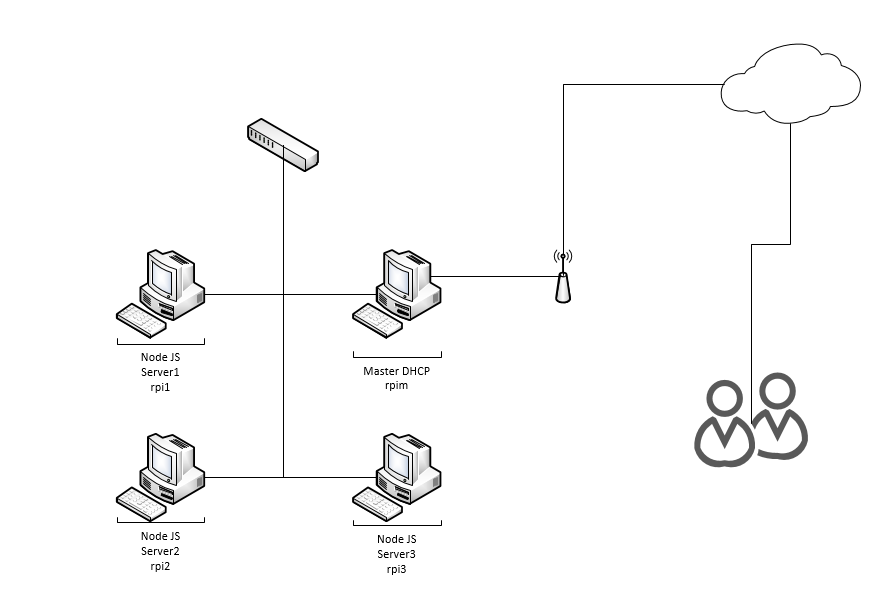 Node JS
Server1
rpi1
Master DHCP
rpim
Node JS
Server2
rpi2
Node JS
Server3
rpi3